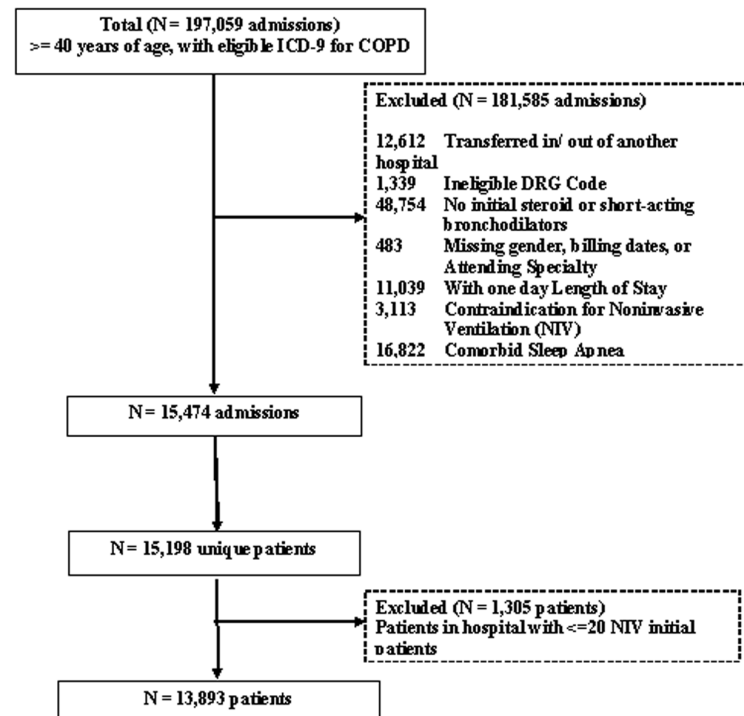 Total (N = 197,059 admissions)
>= 40 years of age, with eligible ICD-9 for COPD
Excluded (N = 181,585 admissions)
12,612 Transferred in/ out of another
hospital
1,339 Ineligible DRG Code
48,754 No initial steroid or short-acting
bronchodilators
483 Missing gender, billing dates, or
Attending Specialty
11,039 With one day Length of Stay
3,113 Contraindication for Noninvasive
Ventilation (NIV)
16,822 Comorbid Sleep Apnea
N = 15,474 admissions
N = 15,198 unique patients
Excluded (N = 1,305 patients)
Patients in hospital with <=20 NIV initial
patients
N = 13,893 patients